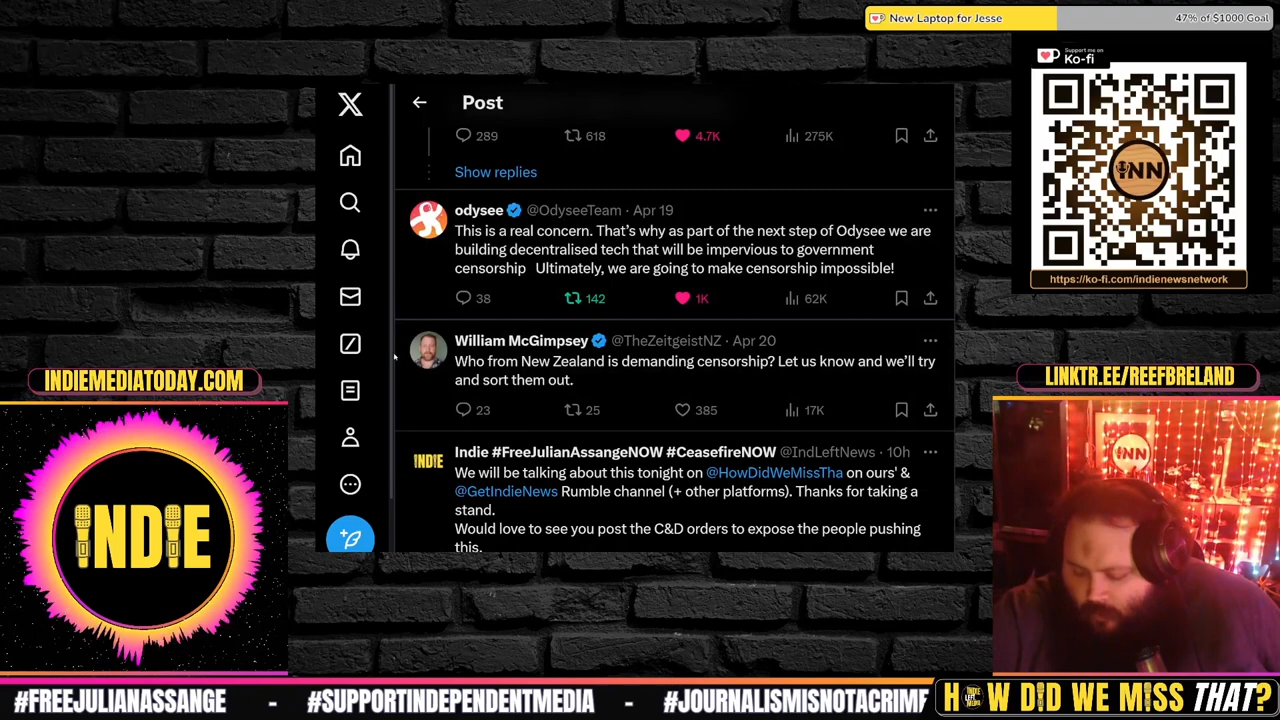 New Laptop for Jesse
47% of $1000 Goal
Support me on
Ko-fi
INN
https://ko-fi.com/indienewsnetwork
Post
289 618 4.7K 275K
Show replies
odysee @OdyseeTeam · Apr 19
This is a real concern. That's why as part of the next step of Odysee we are
building decentralised tech that will be impervious to government
censorship Ultimately, we are going to make censorship impossible!
38 142 1K 62K
William McGimpsey @TheZeitgeistNZ · Apr 20
Who from New Zealand is demanding censorship? Let us know and we'll try
and sort them out.
23 25 385 17K
INDIE
Indie #FreeJulianAssangeNOW #CeasefireNOW @IndLeftNews · 10h
We will be talking about this tonight on @HowDidWeMissTha on ours' &
@GetIndieNews Rumble channel (+ other platforms). Thanks for taking a
stand.
Would love to see you post the C&D orders to expose the people pushing
this.
INDIEMEDIATODAY.COM
INDIE
LINKTR.EE/REEFBRELAND
INN
#FREEJULIANASSANGE - #SUPPORTINDEPENDENTMEDIA - #JOURNALISMISNOTACRIME
HOW DID WE MISS THAT?